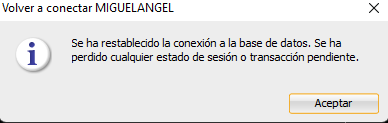 Volver a conectar MIGUELANGEL
Se ha restablecido la conexión a la base de datos. Se ha
perdido cualquier estado de sesión o transacción pendiente.
Aceptar